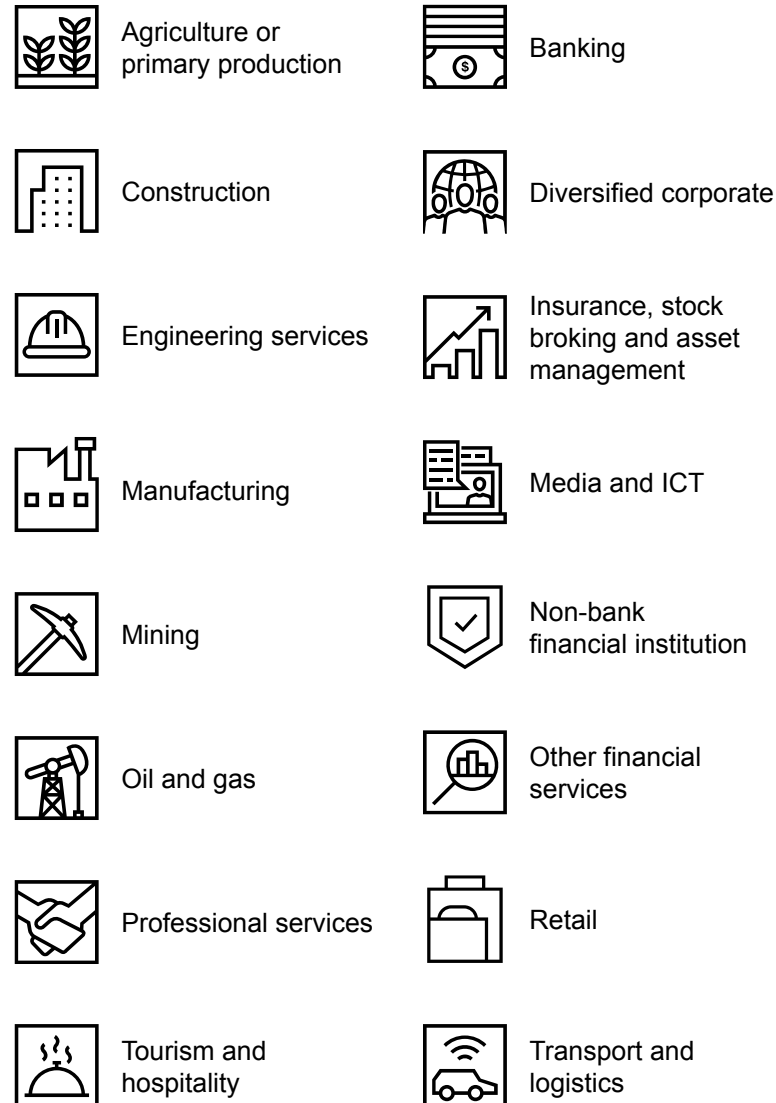 Agriculture or
primary production
Banking
Construction
Diversified corporate
Engineering services
Insurance, stock
broking and asset
management
Manufacturing
Media and ICT
Mining
Non-bank
financial institution
Oil and gas
Other financial
services
Professional services
Retail
Tourism and
hospitality
Transport and
logistics
$